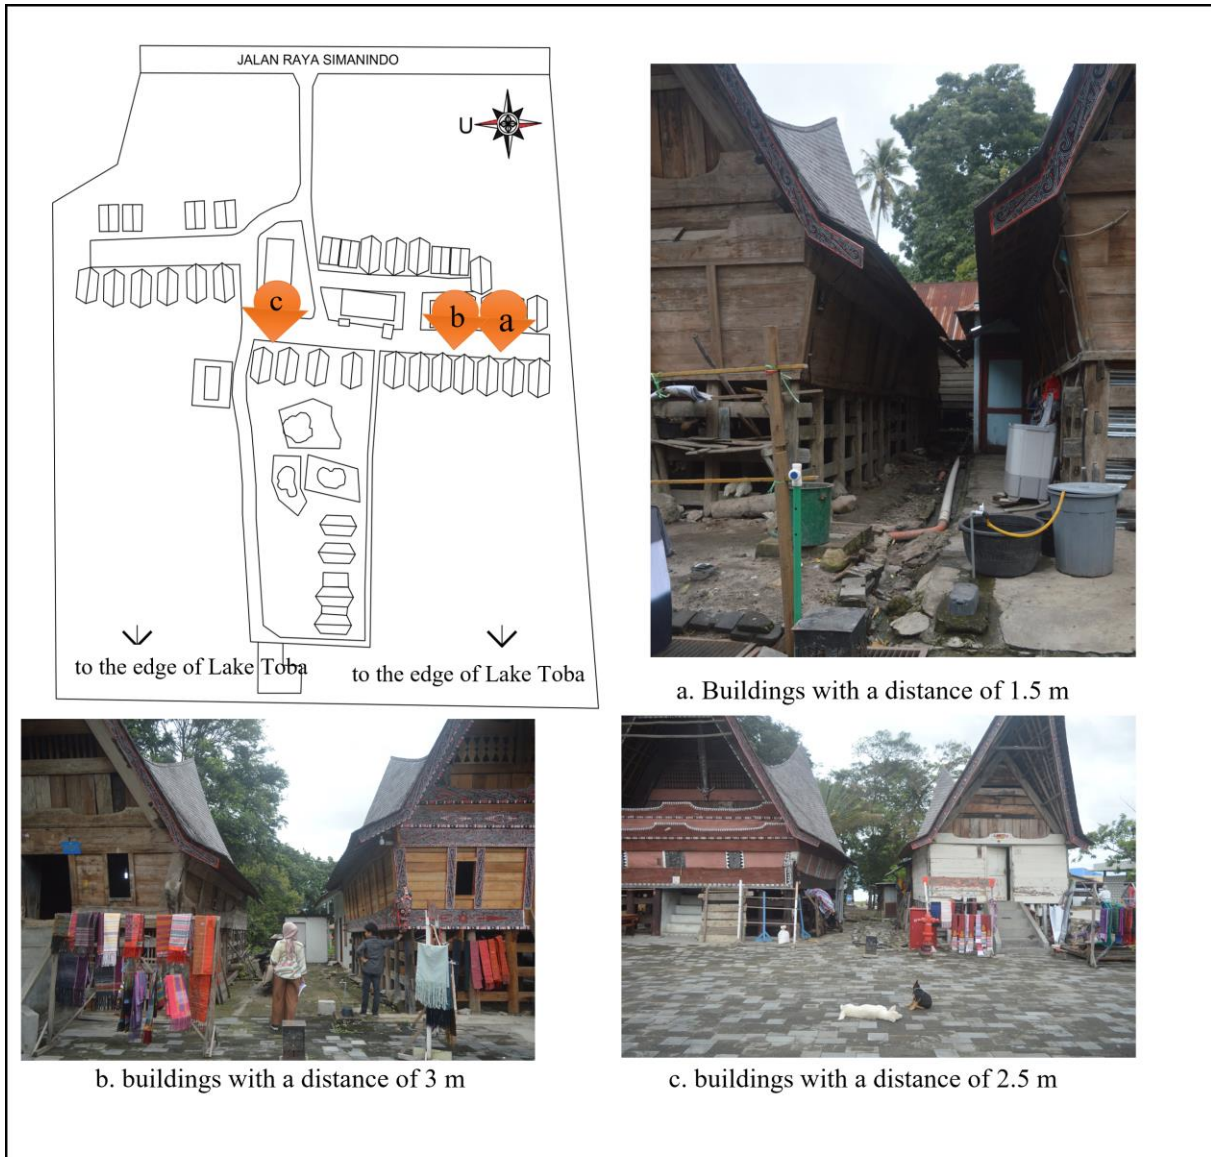 JALAN RAYA SIMANINDO
U
c
b
a
to the edge of Lake Toba
to the edge of Lake Toba
a. Buildings with a distance of 1.5 m
b. buildings with a distance of 3 m
c. buildings with a distance of 2.5 m